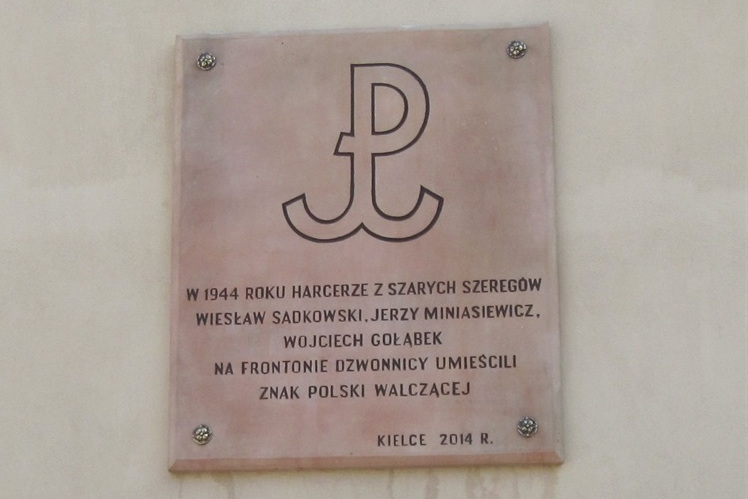 W 1944 ROKU HARCERZE Z SZARYCH SZEREGÓW
WIESŁAW SADKOWSKI, JERZY MINIASIEWICZ,
WOJCIECH GOŁĄBEK
NA FRONTONIE DZWONNICY UMIEŚCILI
ZNAK POLSKI WALCZĄCEJ
KIELCE 2014 R.